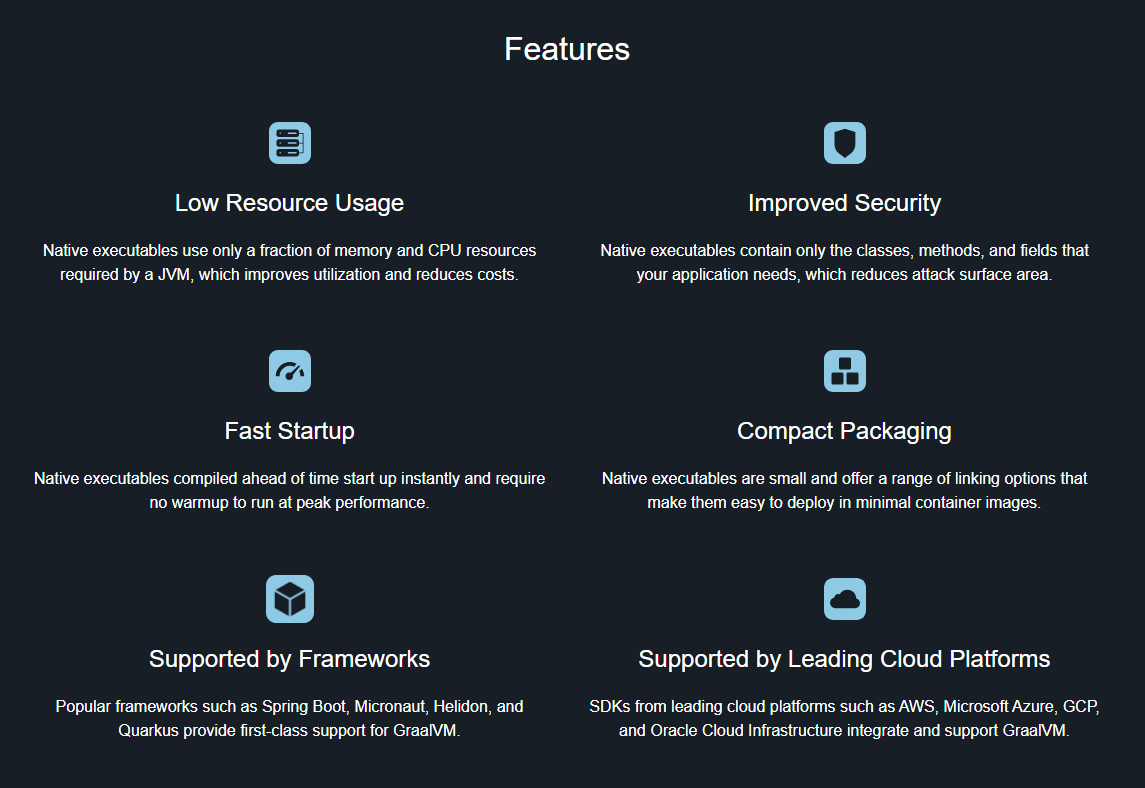 Features
Low Resource Usage
Native executables use only a fraction of memory and CPU resources
required by a JVM, which improves utilization and reduces costs.
Improved Security
Native executables contain only the classes, methods, and fields that
your application needs, which reduces attack surface area.
Fast Startup
Native executables compiled ahead of time start up instantly and require
no warmup to run at peak performance.
Compact Packaging
Native executables are small and offer a range of linking options that
make them easy to deploy in minimal container images.
Supported by Frameworks
Popular frameworks such as Spring Boot, Micronaut, Helidon, and
Quarkus provide first-class support for GraalVM.
Supported by Leading Cloud Platforms
SDKs from leading cloud platforms such as AWS, Microsoft Azure, GCP,
and Oracle Cloud Infrastructure integrate and support GraalVM.